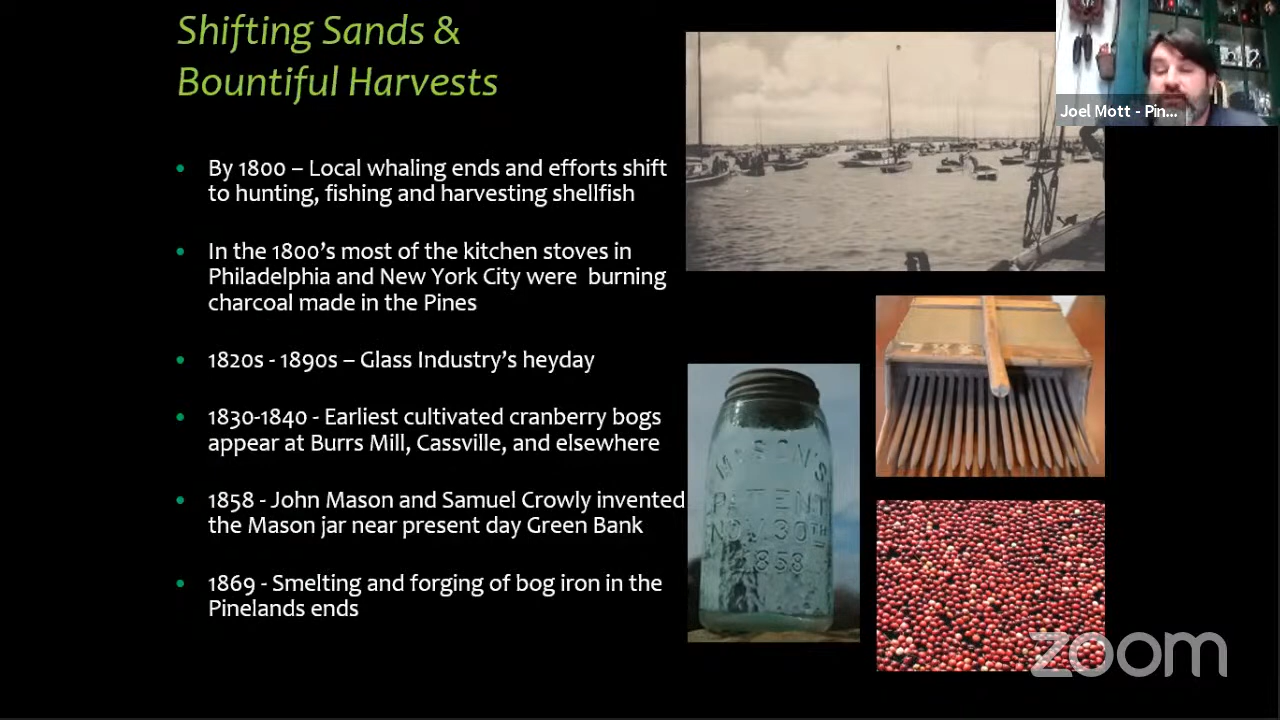 Shifting Sands &
Bountiful Harvests
Joel Mott - Pin...
By 1800 – Local whaling ends and efforts shift
to hunting, fishing and harvesting shellfish
In the 1800's most of the kitchen stoves in
Philadelphia and New York City were  burning
charcoal made in the Pines
1820s - 1890s – Glass Industry's heyday
1830-1840 - Earliest cultivated cranberry bogs
appear at Burrs Mill, Cassville, and elsewhere
1858 - John Mason and Samuel Crowly invented
the Mason jar near present day Green Bank
1869 - Smelting and forging of bog iron in the
Pinelands ends
MASON'S
PATENT
NOV. 30TH
1858
zoom